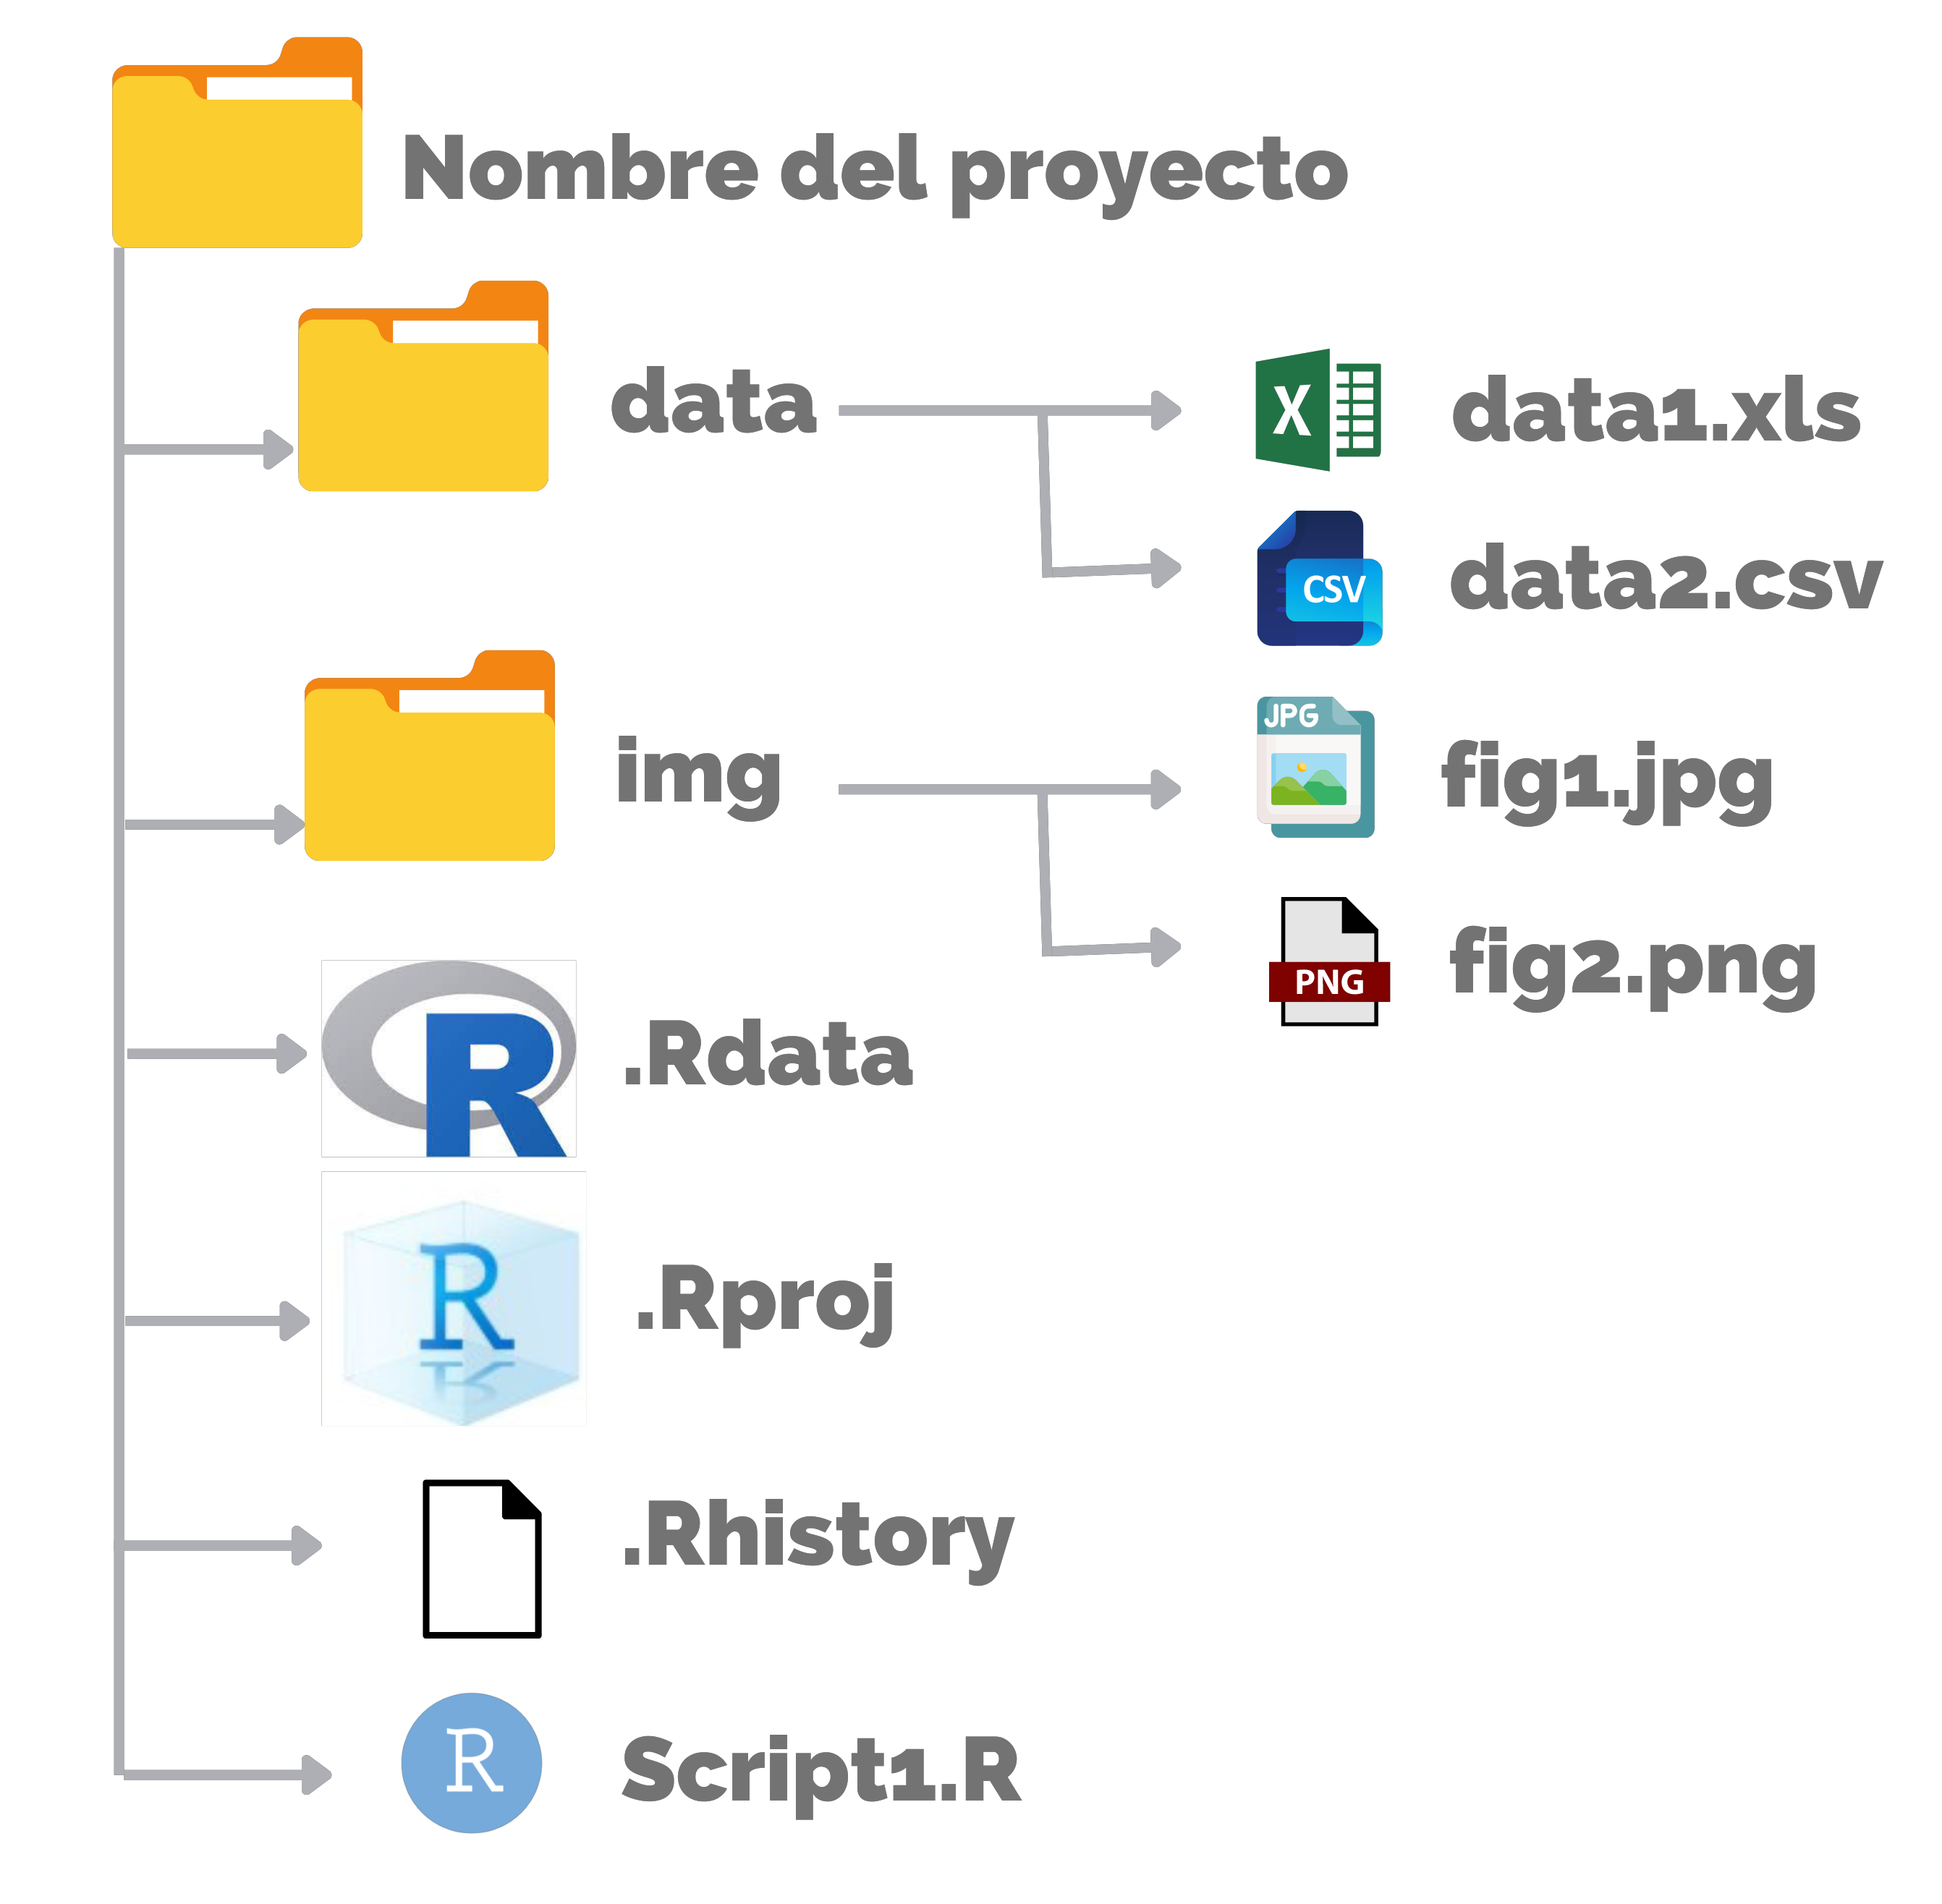 Nombre del proyecto
data
X
data1.xls
CSV
data2.csv
img
JPG
fig1.jpg
PNG
fig2.png
R
.Rdata
R
.Rproj
.Rhistory
R
Script1.R